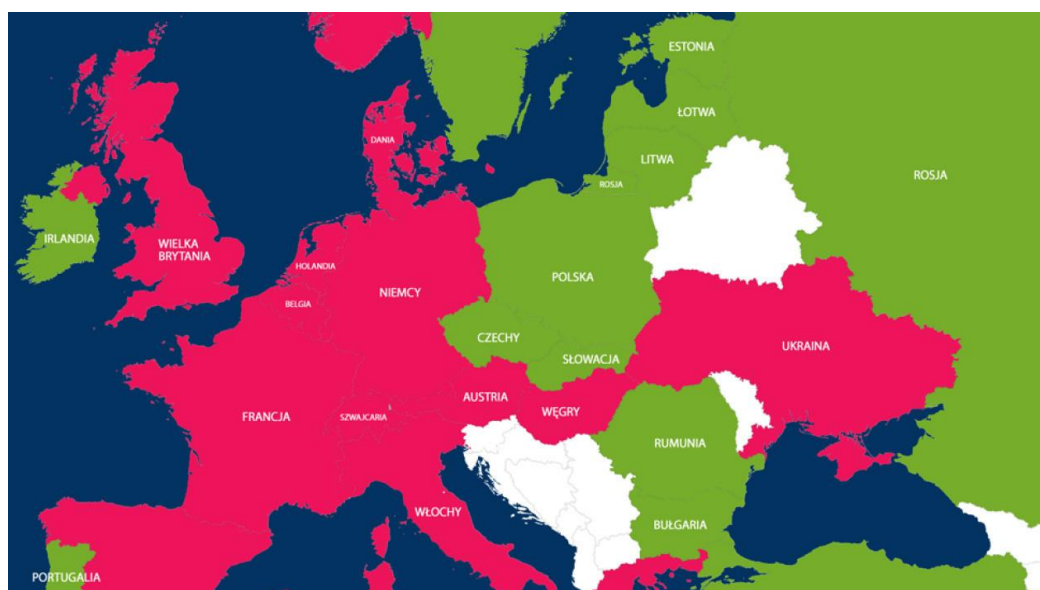 ESTONIA
ŁOTWA
DANIA
LITWA
ROSJA
ROSJA
IRLANDIA
WIELKA
BRYTANIA
HOLANDIA
NIEMCY
POLSKA
BELGIA
CZECHY
SŁOWACJA
UKRAINA
AUSTRIA
FRANCJA
SZWAJCARIA
WĘGRY
RUMUNIA
WŁOCHY
BUŁGARIA
PORTUGALIA